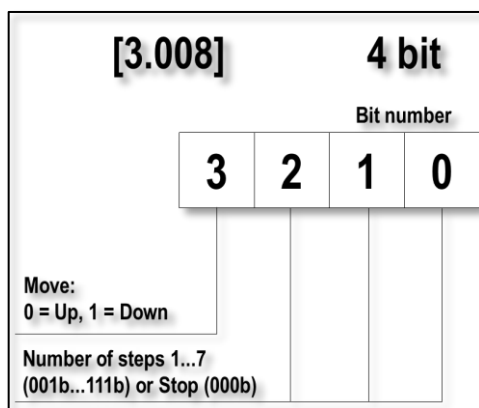 [3.008] 4 bit
Bit number
3 2 1 0
Move:
0 = Up, 1 = Down
Number of steps 1...7
(001b...111b) or Stop (000b)